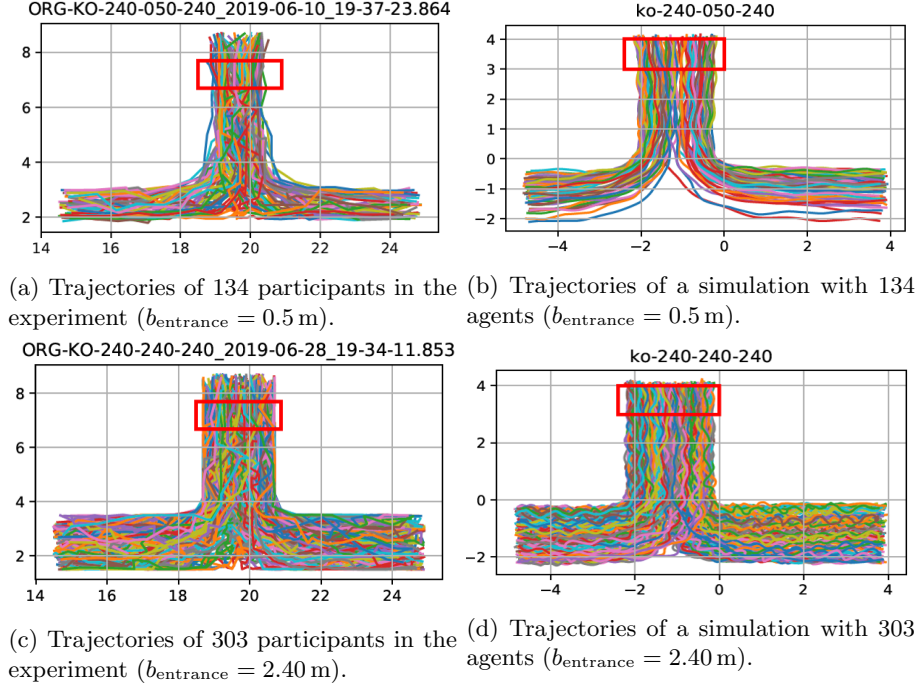 ORG-KO-240-050-240_2019-06-10_19-37-23.864
8
6
4
2
14 16 18 20 22 24
(a) Trajectories of 134 participants in the
experiment (b_entrance = 0.5 m).
ko-240-050-240
4
3
2
1
0
−1
−2
−4 −2 0 2 4
(b) Trajectories of a simulation with 134
agents (b_entrance = 0.5 m).
ORG-KO-240-240-240_2019-06-28_19-34-11.853
8
6
4
2
14 16 18 20 22 24
(c) Trajectories of 303 participants in the
experiment (b_entrance = 2.40 m).
ko-240-240-240
4
2
0
−2
−4 −2 0 2 4
(d) Trajectories of a simulation with 303
agents (b_entrance = 2.40 m).